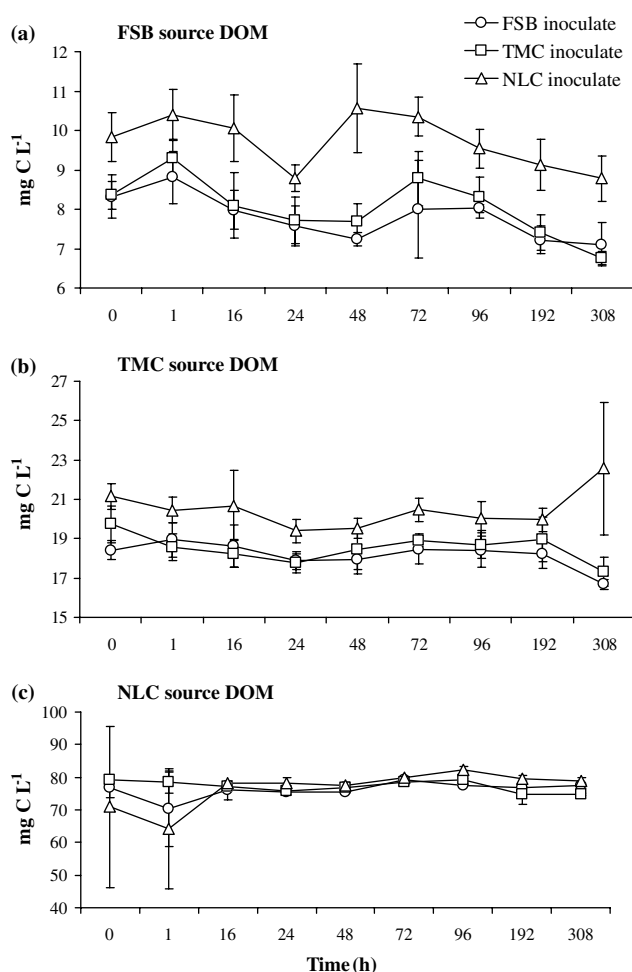 (a) FSB source DOM
FSB inoculate
TMC inoculate
NLC inoculate
12
11
10
9
8
7
6
mg C L⁻¹
0 1 16 24 48 72 96 192 308
(b) TMC source DOM
27
25
23
21
19
17
15
mg C L⁻¹
0 1 16 24 48 72 96 192 308
(c) NLC source DOM
100
90
80
70
60
50
40
mg C L⁻¹
0 1 16 24 48 72 96 192 308
Time (h)